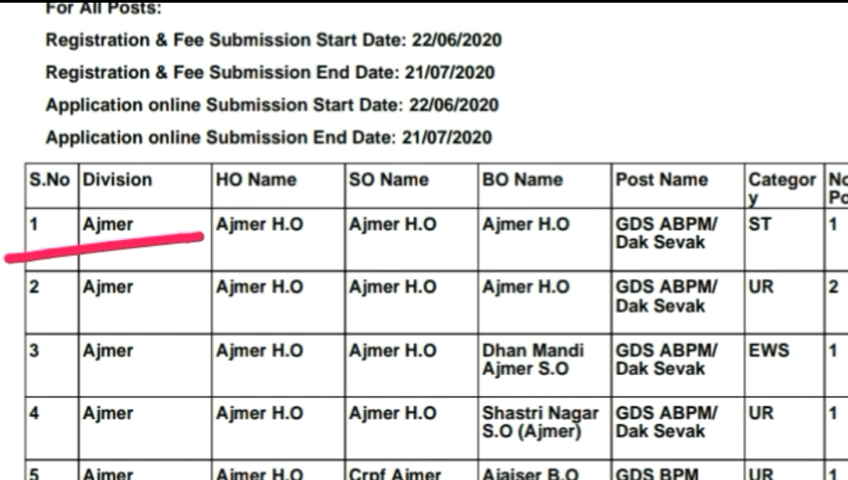 For All Posts:
Registration & Fee Submission Start Date: 22/06/2020
Registration & Fee Submission End Date: 21/07/2020
Application online Submission Start Date: 22/06/2020
Application online Submission End Date: 21/07/2020
S.No Division HO Name SO Name BO Name Post Name Categor No
y Po
1 Ajmer Ajmer H.O Ajmer H.O Ajmer H.O GDS ABPM/ ST 1
Dak Sevak
2 Ajmer Ajmer H.O Ajmer H.O Ajmer H.O GDS ABPM/ UR 2
Dak Sevak
3 Ajmer Ajmer H.O Ajmer H.O Dhan Mandi GDS ABPM/ EWS 1
Ajmer S.O Dak Sevak
4 Ajmer Ajmer H.O Ajmer H.O Shastri Nagar GDS ABPM/ UR 1
S.O (Ajmer) Dak Sevak
5 Ajmer Ajmer H.O Crpf Ajmer Ajaiser B.O GDS BPM UR 1